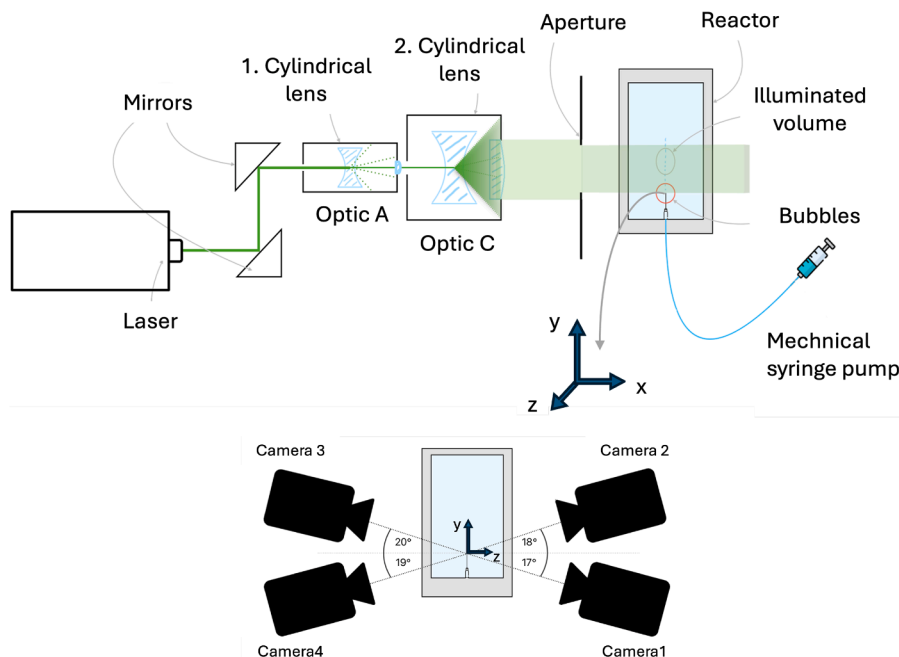 Aperture
Reactor
1. Cylindrical
lens
2. Cylindrical
lens
Mirrors
Illuminated
volume
Optic A
Optic C
Bubbles
Laser
y
x
z
Mechnical
syringe pump
Camera 3
Camera 2
y
z
20°
19°
18°
17°
Camera4
Camera1